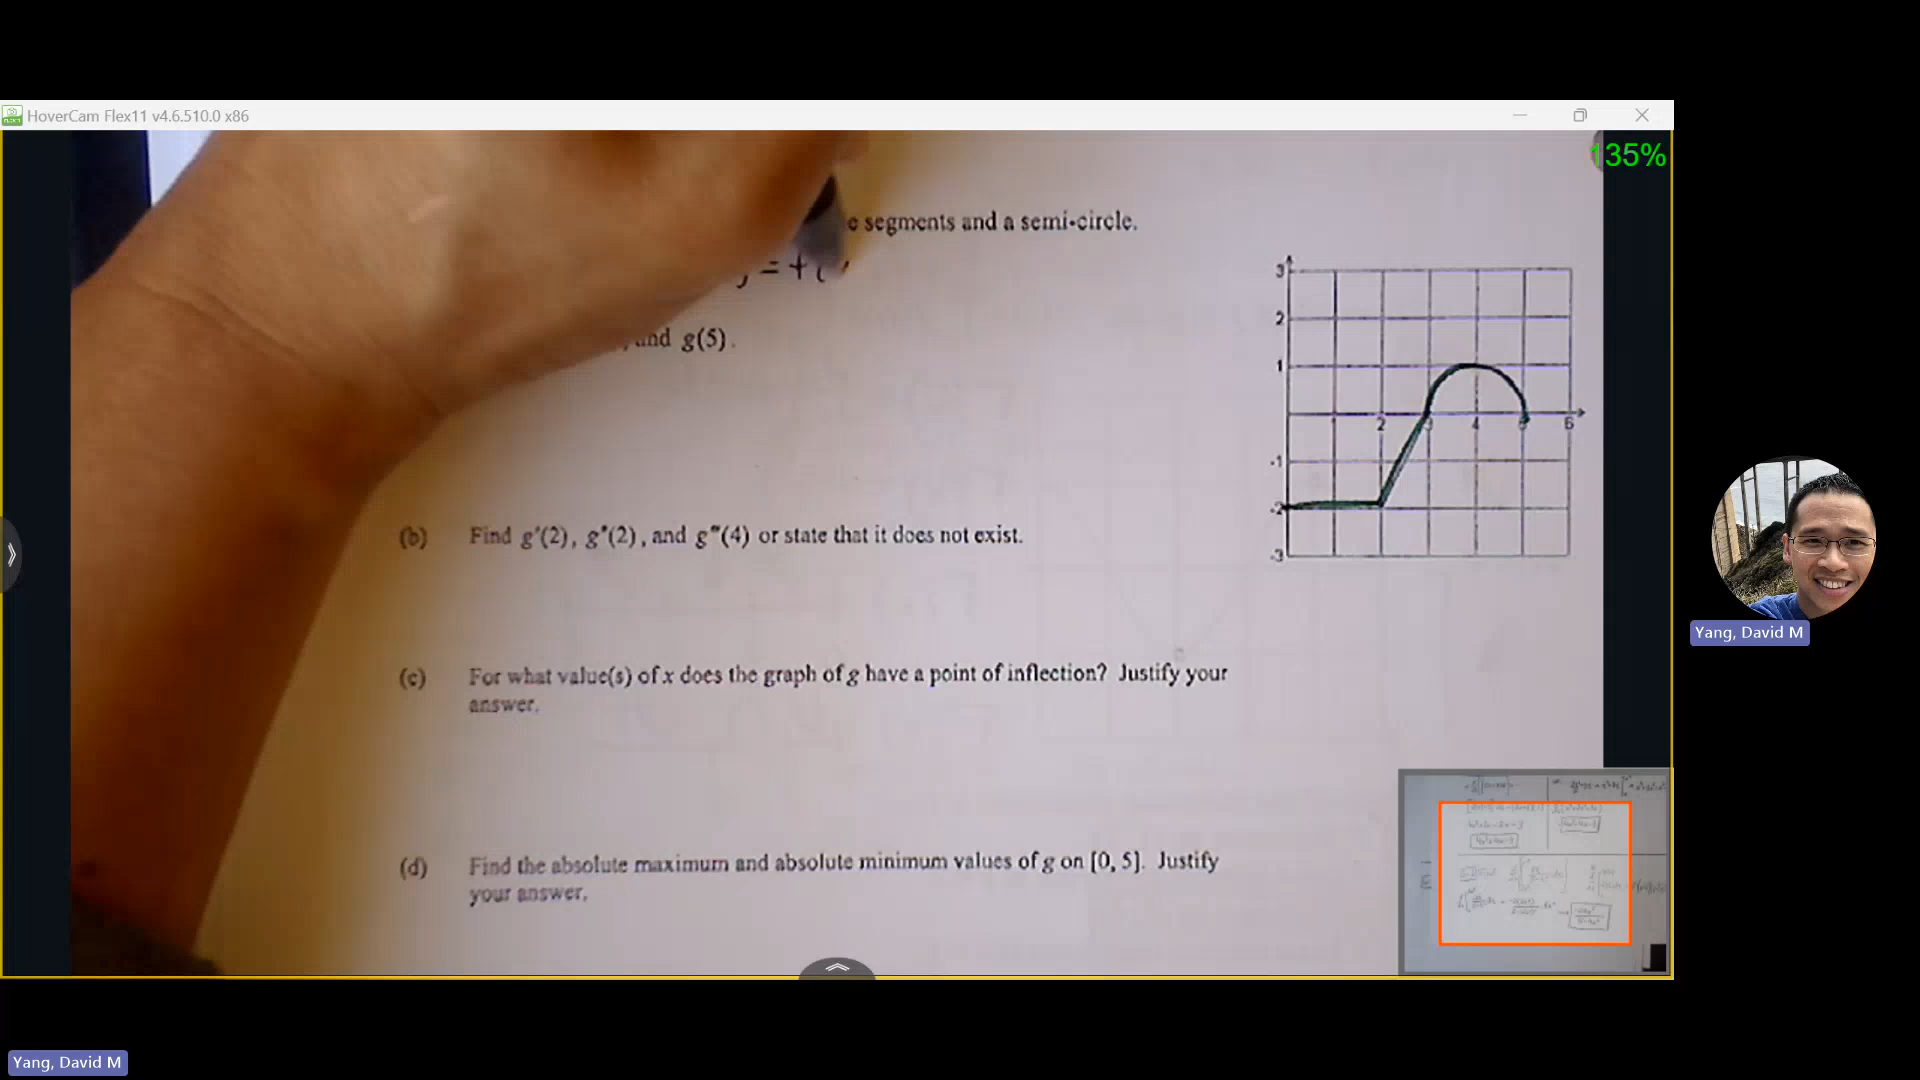 HoverCam Flex11 v4.6.510.0 x86
135%
segments and a semi-circle.
and g(5).
3
2
1
2 3 4 5 6
-1
-2
-3
(b) Find g'(2), g"(2), and g"'(4) or state that it does not exist.
(c) For what value(s) of x does the graph of g have a point of inflection? Justify your
answer.
(d) Find the absolute maximum and absolute minimum values of g on [0, 5]. Justify
your answer.
Yang, David M
Yang, David M